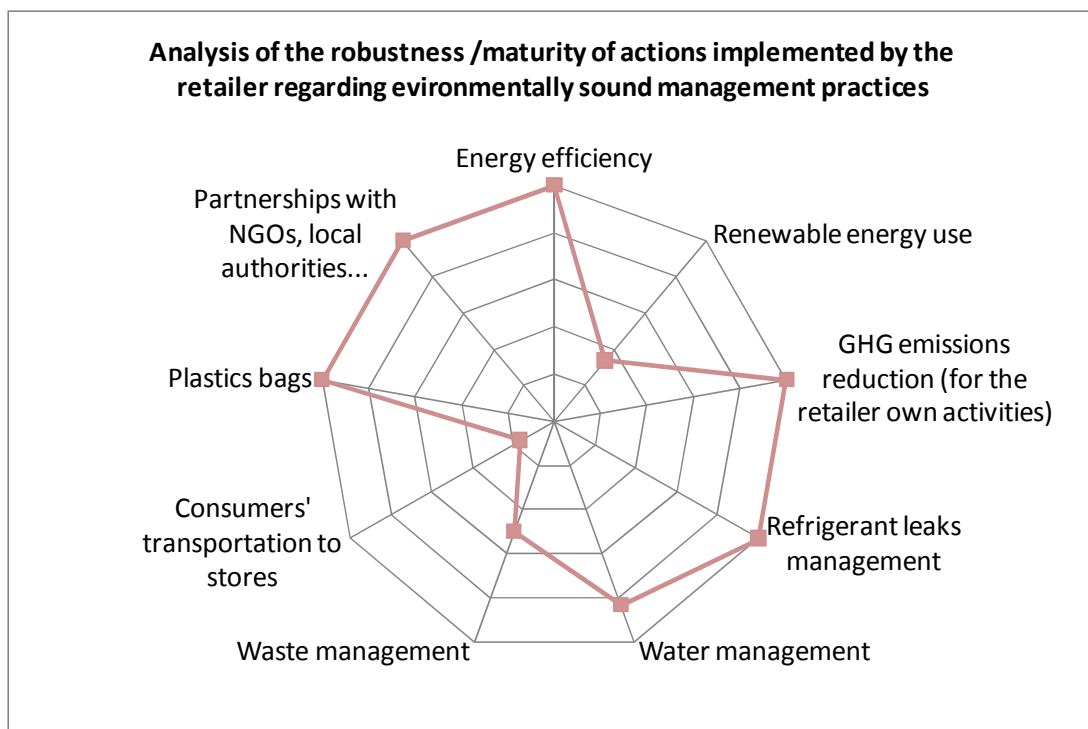 Analysis of the robustness /maturity of actions implemented by the
retailer regarding evironmentally sound management practices
Energy efficiency
Renewable energy use
GHG emissions
reduction (for the
retailer own activities)
Refrigerant leaks
management
Water management
Waste management
Consumers'
transportation to
stores
Plastics bags
Partnerships with
NGOs, local
authorities...